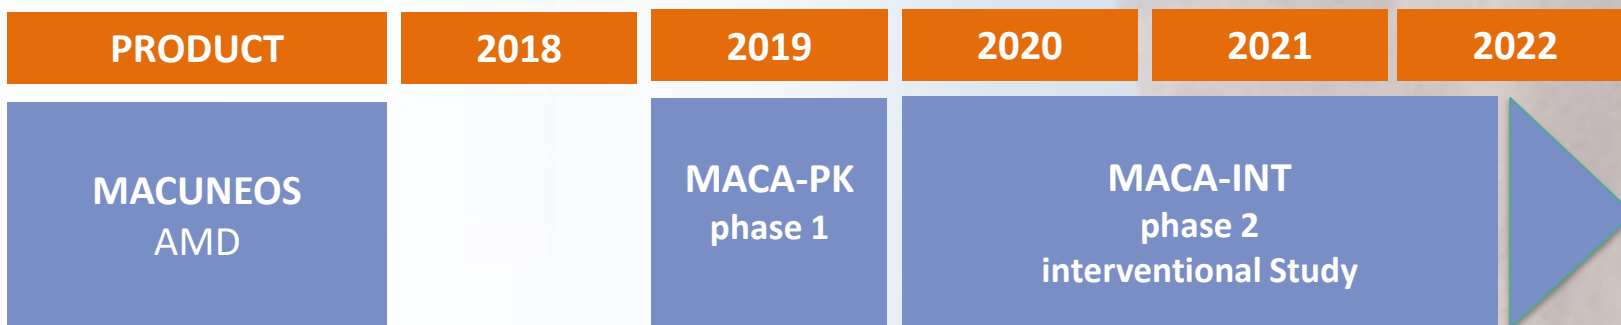 PRODUCT 2018 2019 2020 2021 2022
MACUNEOS
AMD
MACA-PK
phase 1
MACA-INT
phase 2
interventional Study